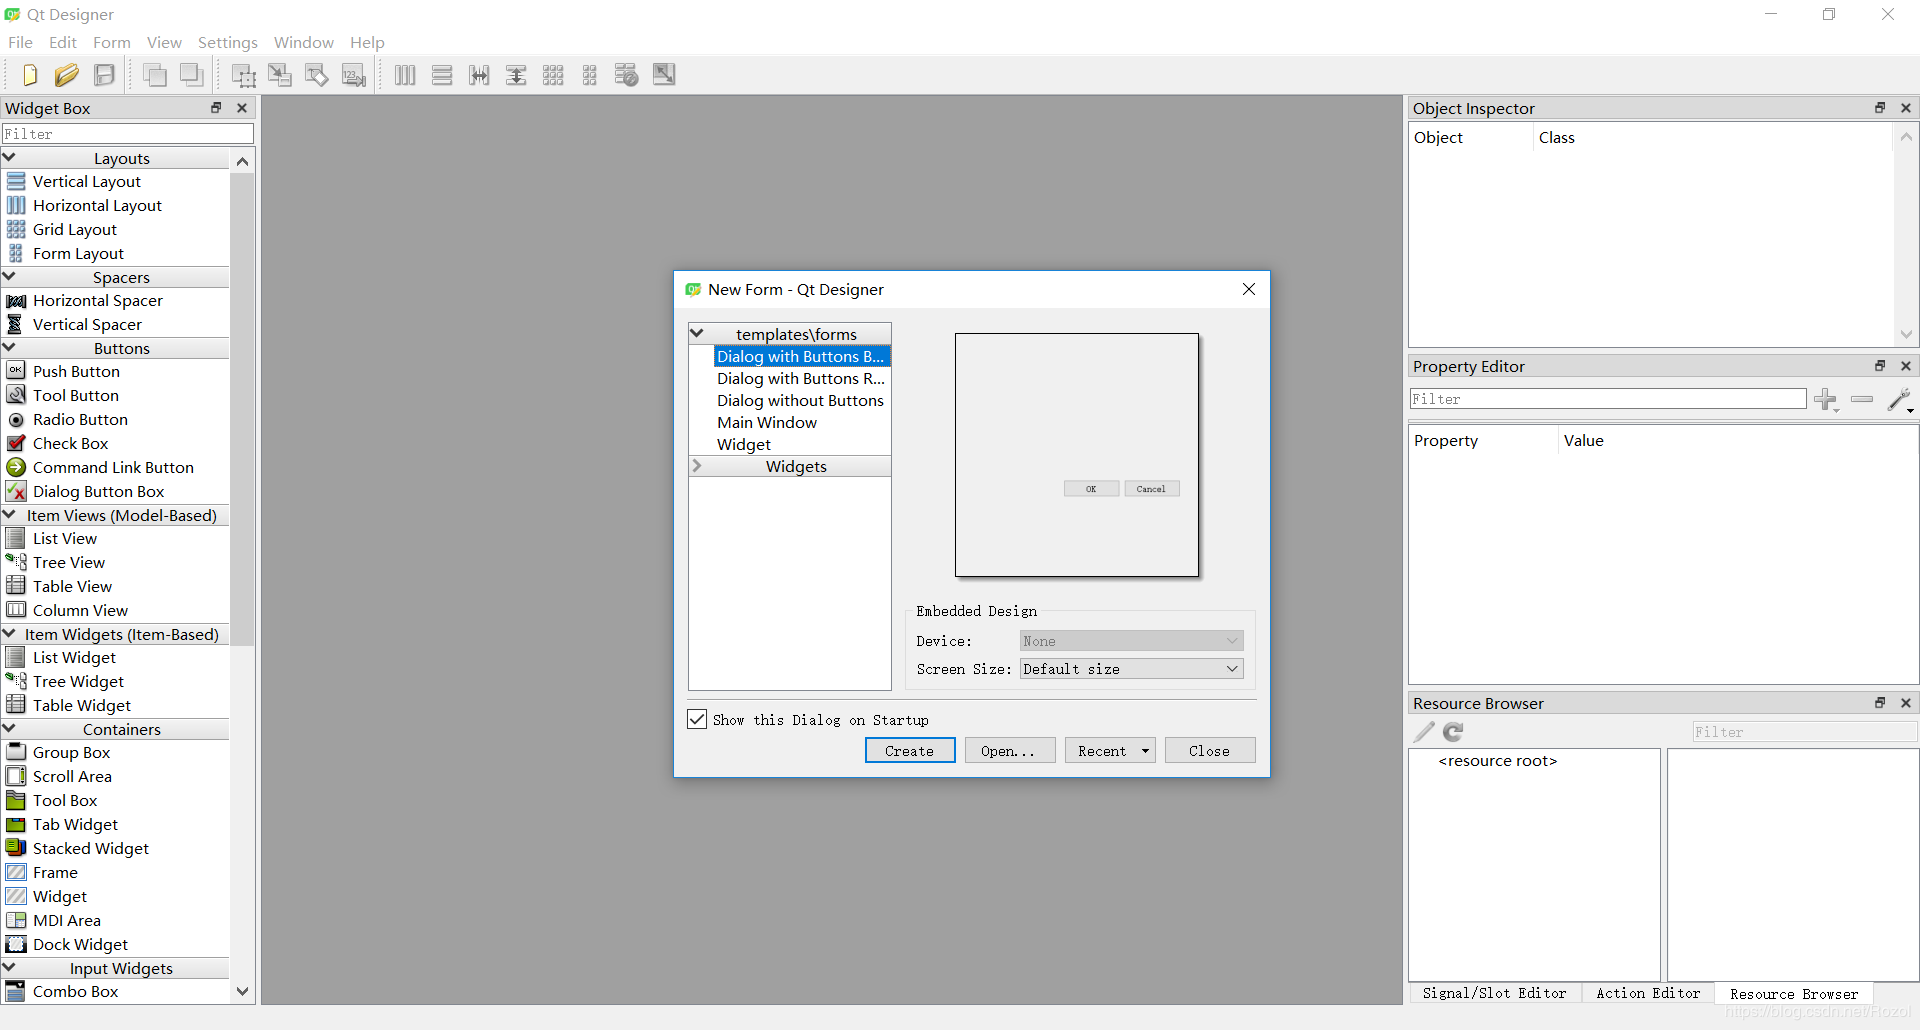 Qt Designer
File Edit Form View Settings Window Help
Widget Box
Filter
Layouts
Vertical Layout
Horizontal Layout
Grid Layout
Form Layout
Spacers
Horizontal Spacer
Vertical Spacer
Buttons
Push Button
Tool Button
Radio Button
Check Box
Command Link Button
Dialog Button Box
Item Views (Model-Based)
List View
Tree View
Table View
Column View
Item Widgets (Item-Based)
List Widget
Tree Widget
Table Widget
Containers
Group Box
Scroll Area
Tool Box
Tab Widget
Stacked Widget
Frame
Widget
MDI Area
Dock Widget
Input Widgets
Combo Box
New Form - Qt Designer
templates\forms
Dialog with Buttons B...
Dialog with Buttons R...
Dialog without Buttons
Main Window
Widget
Widgets
OK Cancel
Embedded Design
Device: None
Screen Size: Default size
Show this Dialog on Startup
Create Open... Recent Close
Object Inspector
Object Class
Property Editor
Filter
Property Value
Resource Browser
Filter
<resource root>
Signal/Slot Editor Action Editor Resource Browser
https://blog.csdn.net/Rozol